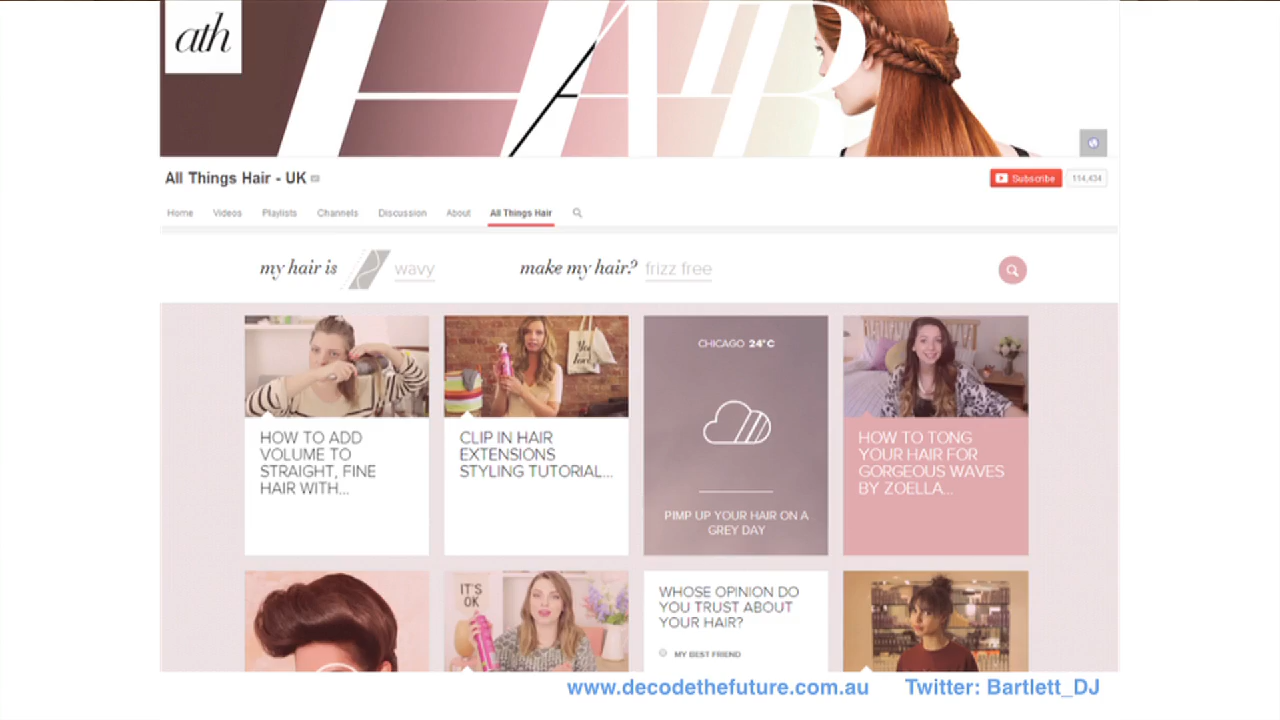 ath
HAIR
All Things Hair - UK
Subscribe 114,434
Home Videos Playlists Channels Discussion About All Things Hair
my hair is wavy make my hair? frizz free
You
love
CHICAGO 24°C
HOW TO ADD
VOLUME TO
STRAIGHT, FINE
HAIR WITH...
CLIP IN HAIR
EXTENSIONS
STYLING TUTORIAL...
PIMP UP YOUR HAIR ON A
GREY DAY
HOW TO TONG
YOUR HAIR FOR
GORGEOUS WAVES
BY ZOELLA...
IT'S
OK
WHOSE OPINION DO
YOU TRUST ABOUT
YOUR HAIR?
MY BEST FRIEND
www.decodethefuture.com.au Twitter: Bartlett_DJ